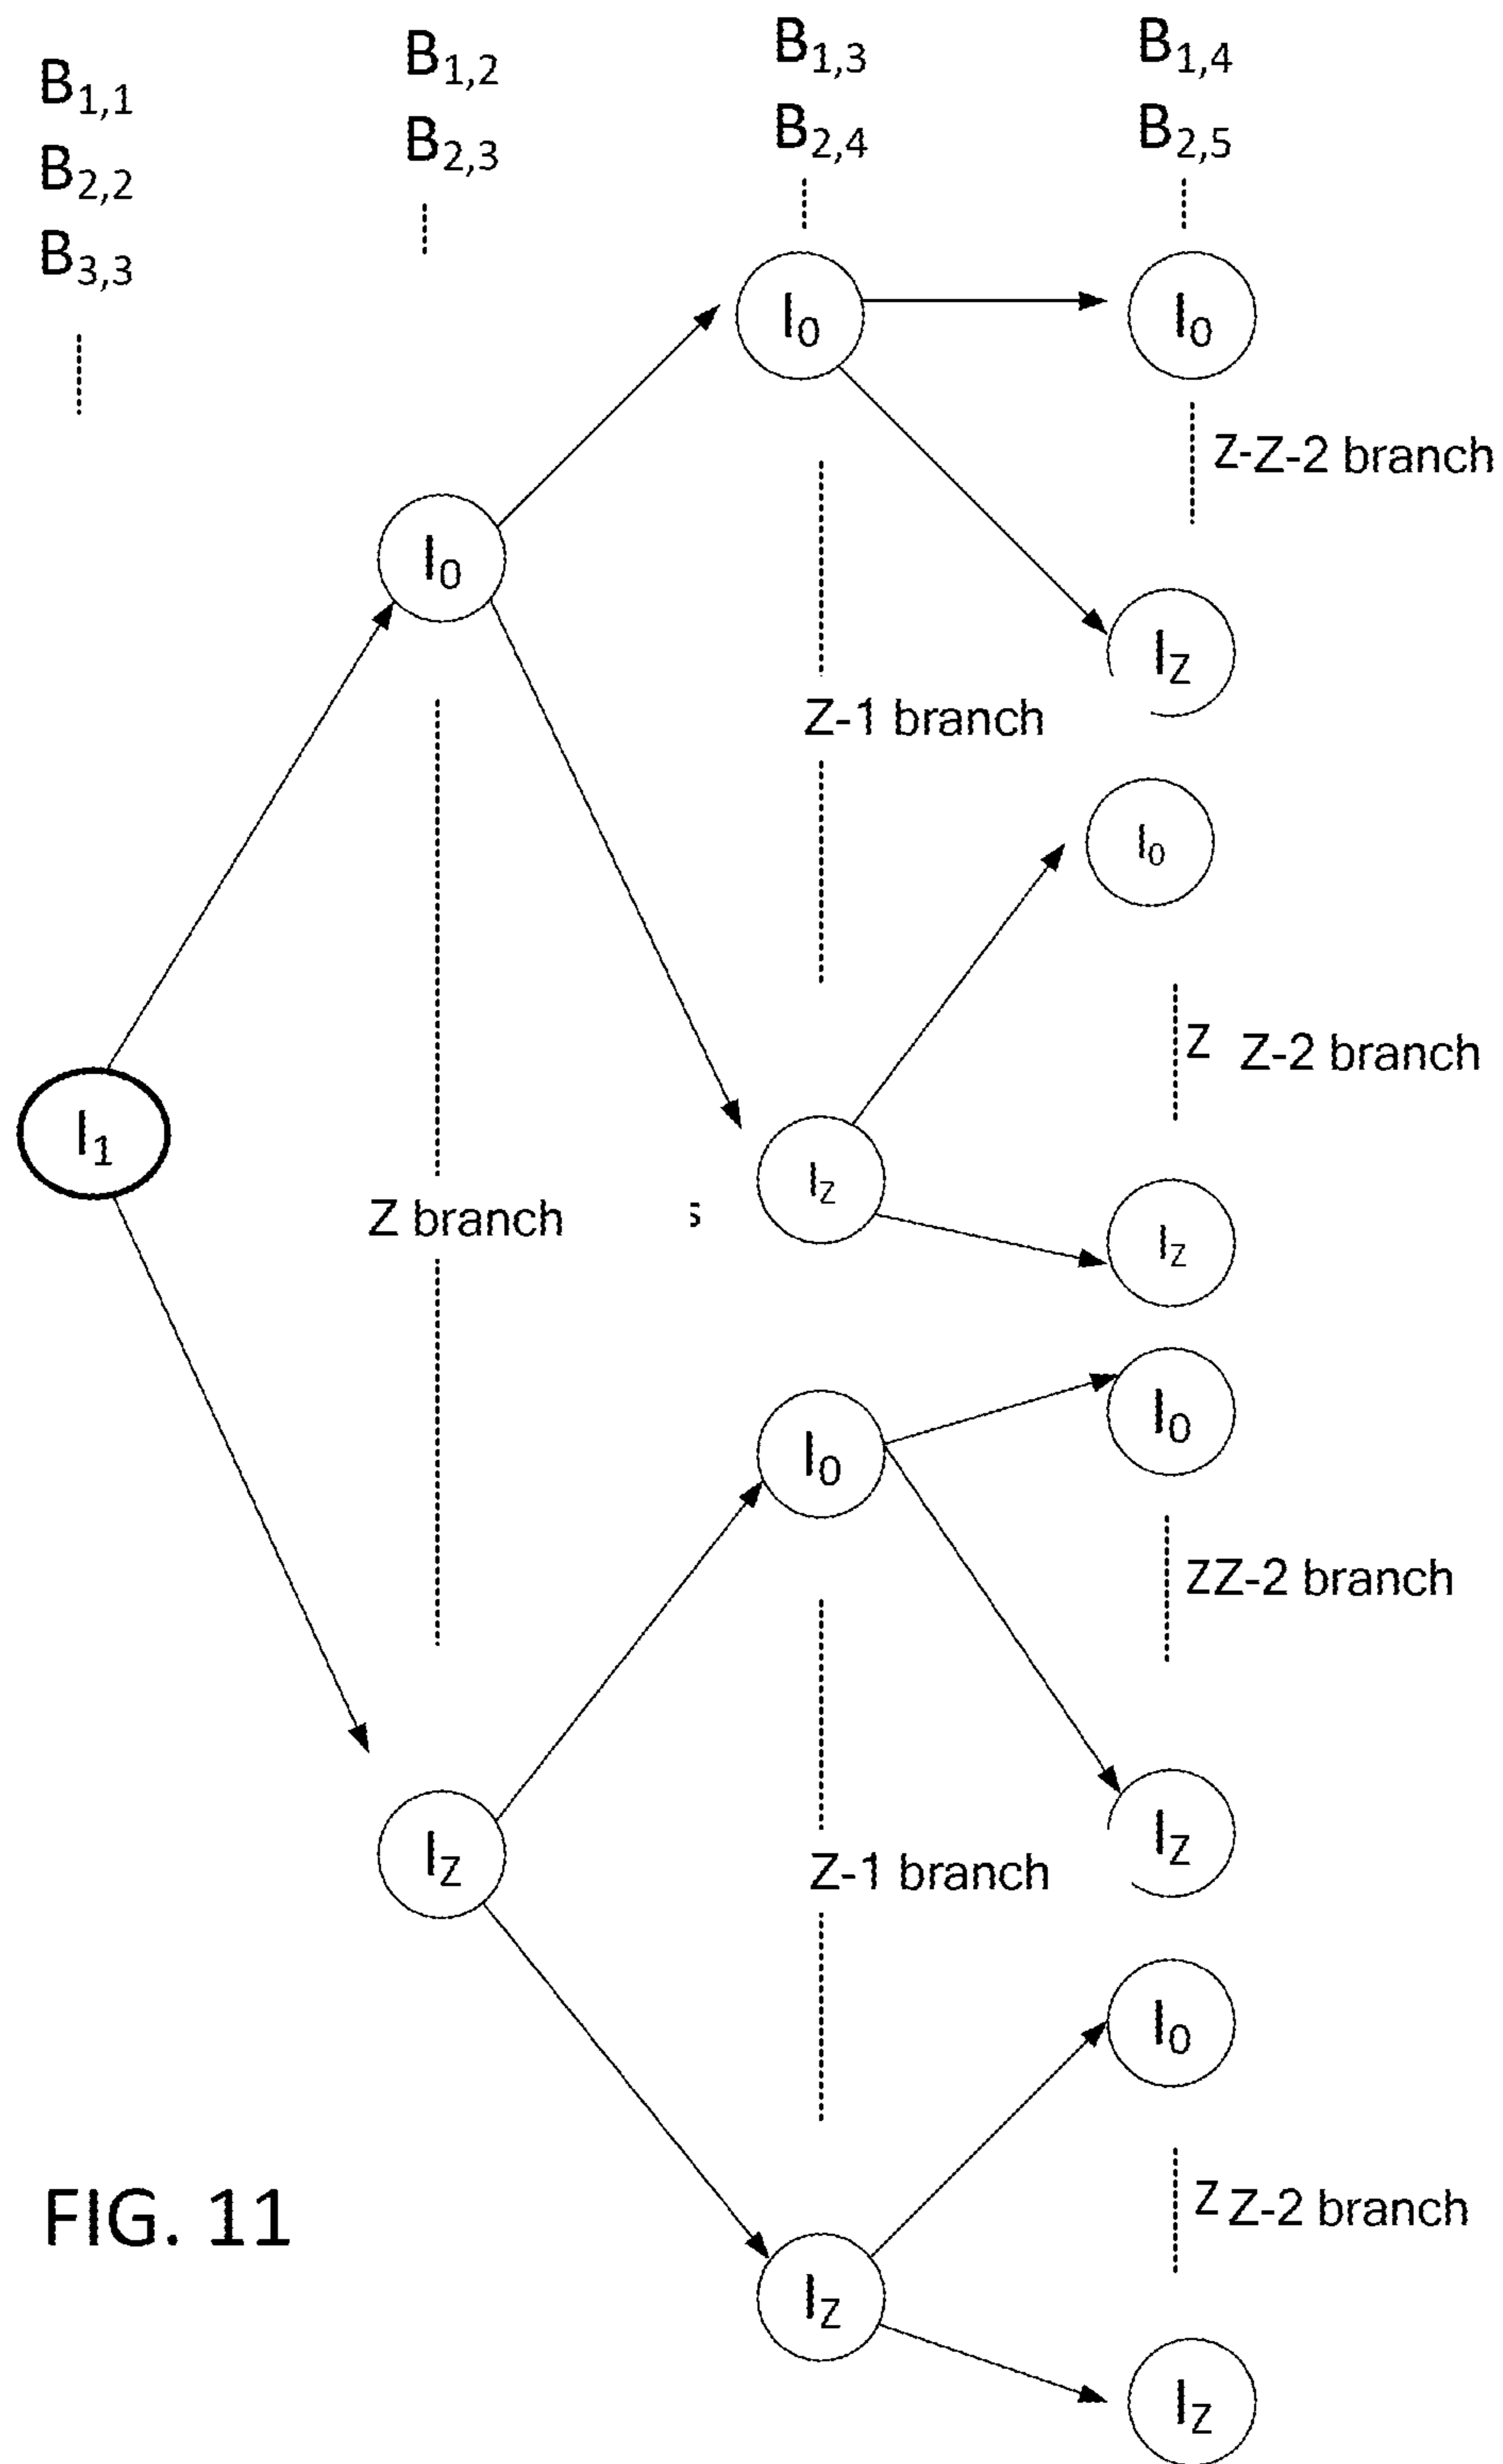 B1,1
B2,2
B3,3
B1,2
B2,3
B1,3
B2,4
B1,4
B2,5
I0
I0
Z-Z-2 branch
I0
IZ
Z-1 branch
I0
Z Z-2 branch
I1
IZ
Z branch s
IZ
I0
I0
ZZ-2 branch
IZ
IZ
Z-1 branch
I0
Z Z-2 branch
FIG. 11
IZ
IZ